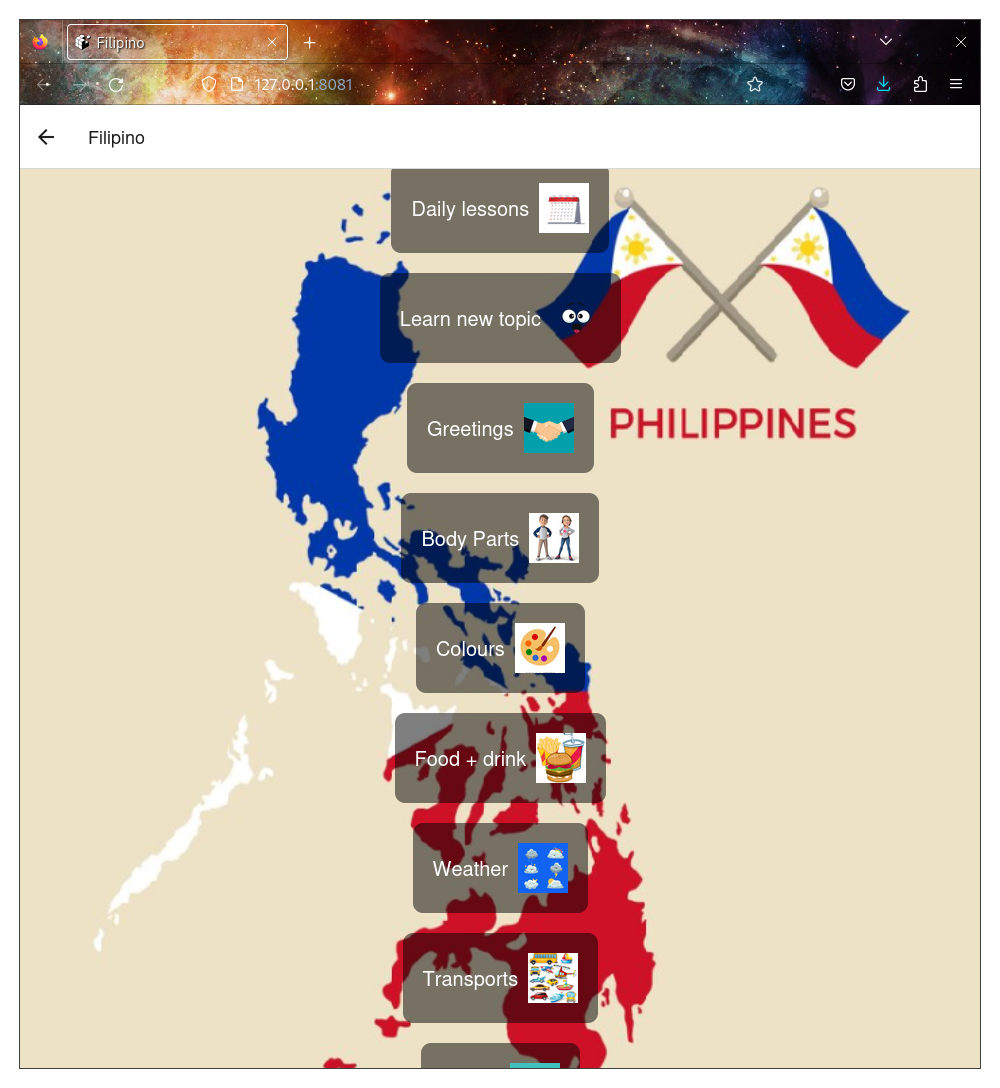 Filipino
127.0.0.1:8081
Filipino
Daily lessons
Learn new topic
PHILIPPINES
Greetings
Body Parts
Colours
Food + drink
Weather
Transports